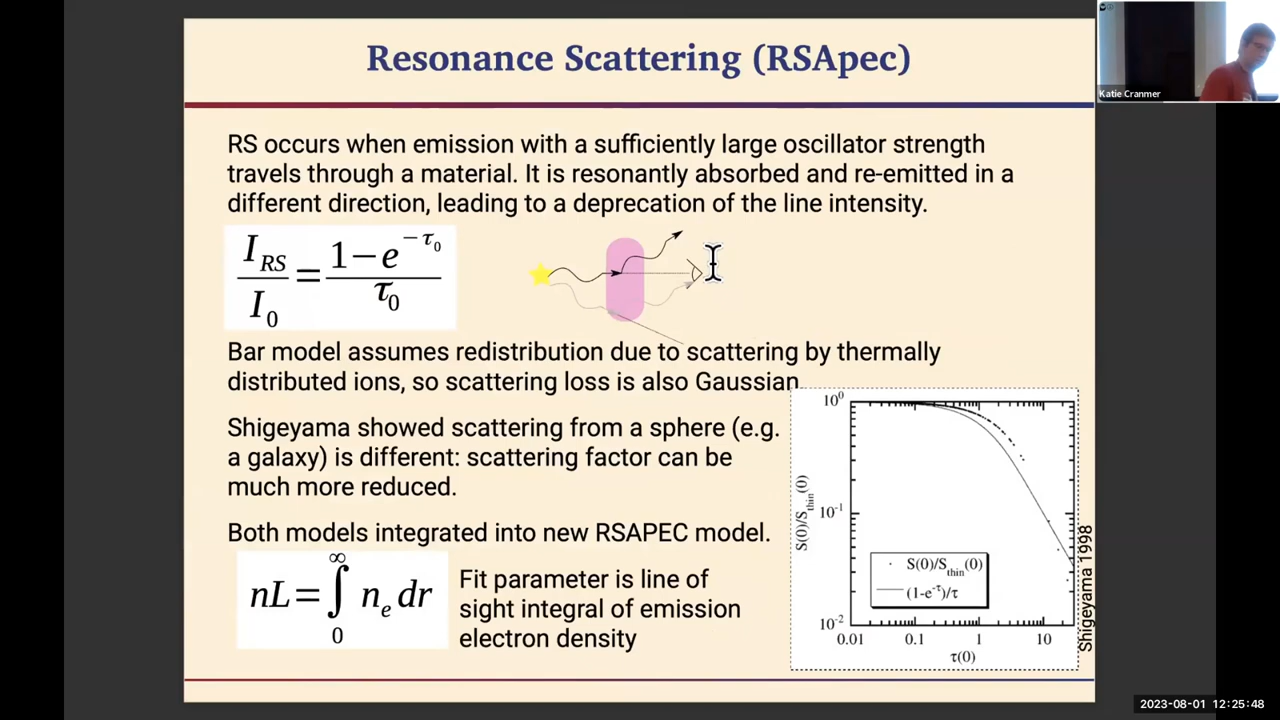 Resonance Scattering (RSApec)
Katie Cranmer
RS occurs when emission with a sufficiently large oscillator strength
travels through a material. It is resonantly absorbed and re-emitted in a
different direction, leading to a deprecation of the line intensity.
I_RS / I_0 = (1−e^(−τ_0)) / τ_0
Bar model assumes redistribution due to scattering by thermally
distributed ions, so scattering loss is also Gaussian
Shigeyama showed scattering from a sphere (e.g.
a galaxy) is different: scattering factor can be
much more reduced.
Both models integrated into new RSAPEC model.
nL=∫_0^∞ n_e dr
Fit parameter is line of
sight integral of emission
electron density
10^0
10^-1
10^-2
S(0)/S_thin(0)
S(0)/S_thin(0)
(1-e^-τ)/τ
0.01 0.1 1 10
τ(0)
Shigeyama 1998
2023-08-01 12:25:48